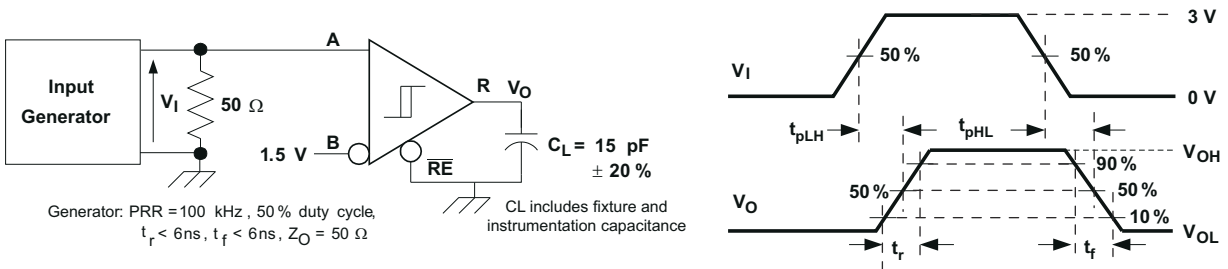 Input
Generator
V_I
50 Ω
A
R
V_O
B
1.5 V
RE
C_L = 15 pF
± 20 %
Generator: PRR = 100 kHz , 50 % duty cycle,
t_r < 6ns, t_f < 6ns, Z_O = 50 Ω
CL includes fixture and
instrumentation capacitance
3 V
50 %
50 %
V_I
0 V
t_pLH
t_pHL
V_OH
90 %
50 %
50 %
V_O
10 %
V_OL
t_r
t_f